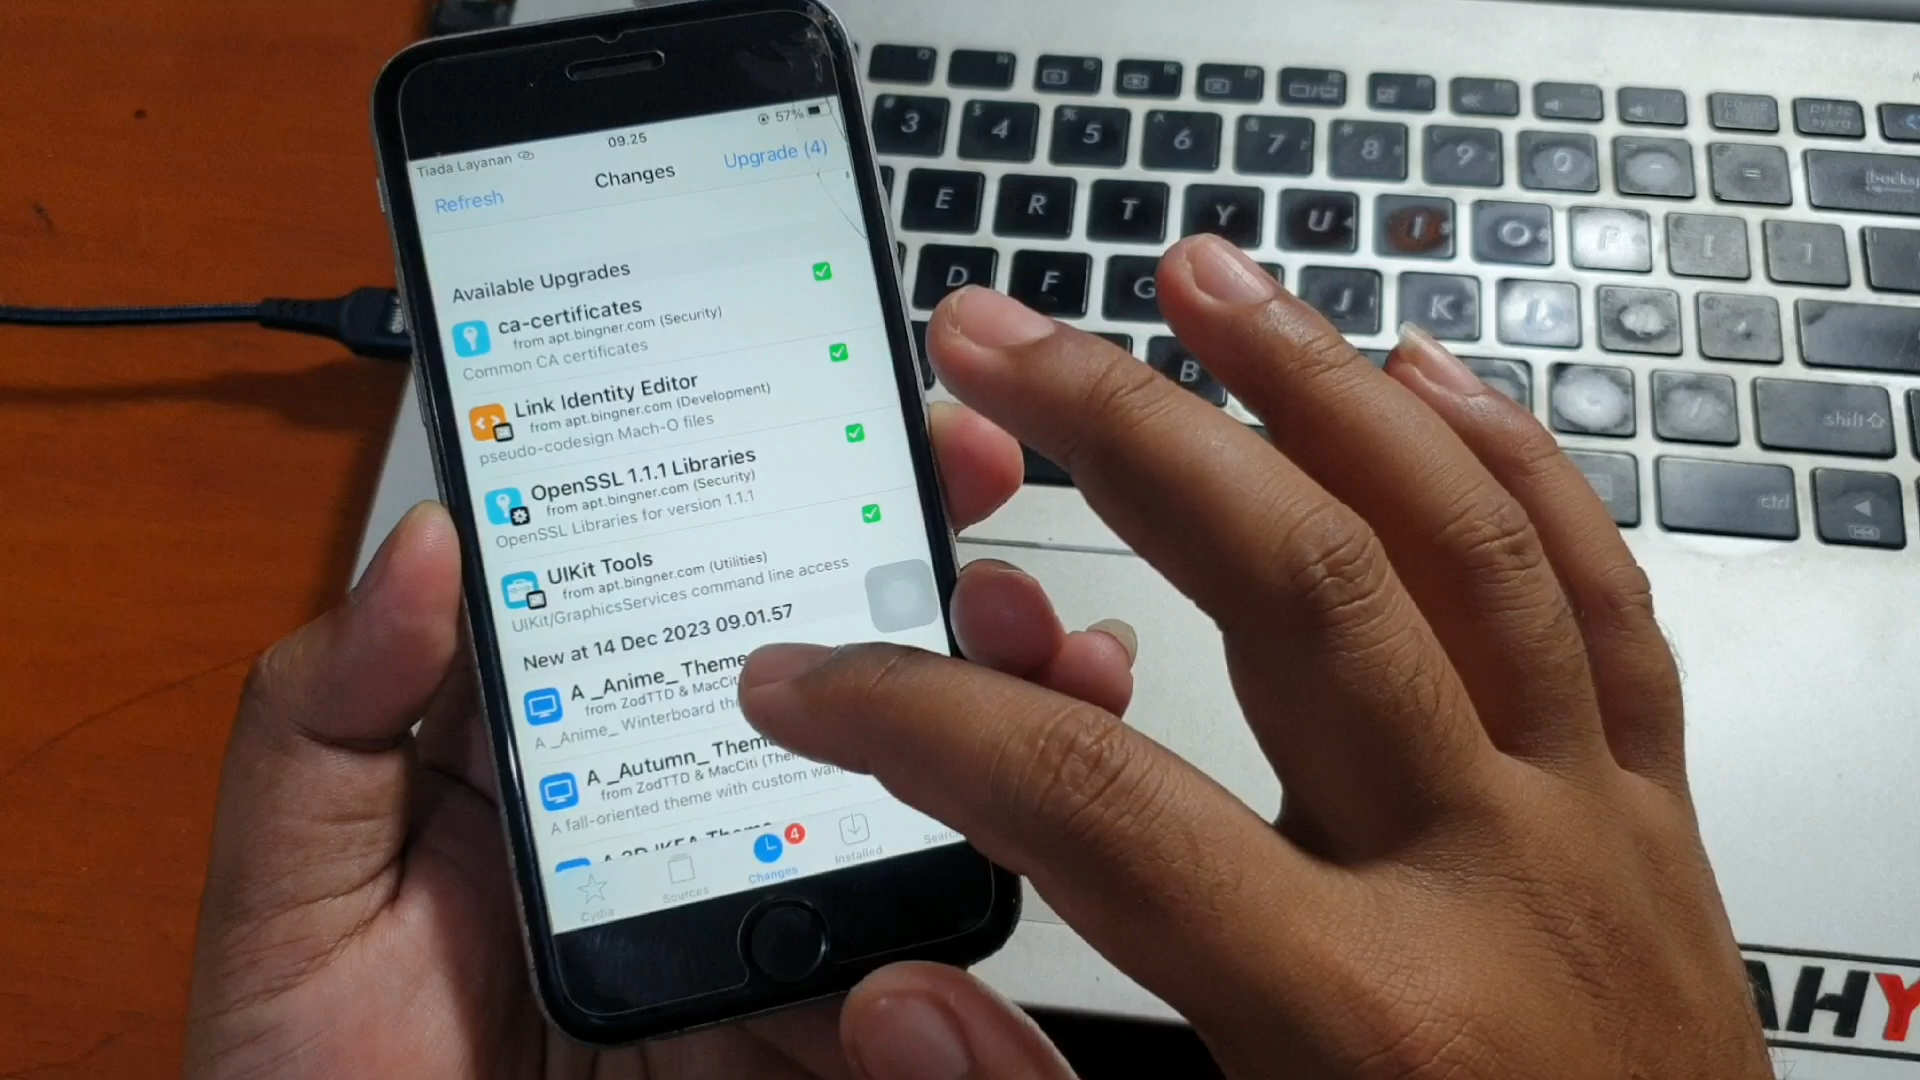 Tiada Layanan
09.25
57%
Refresh
Changes
Upgrade (4)
Available Upgrades
ca-certificates
from apt.bingner.com (Security)
Common CA certificates
Link Identity Editor
from apt.bingner.com (Development)
pseudo-codesign Mach-O files
OpenSSL 1.1.1 Libraries
from apt.bingner.com (Security)
OpenSSL Libraries for version 1.1.1
UIKit Tools
from apt.bingner.com (Utilities)
UIKit/GraphicsServices command line access
New at 14 Dec 2023 09.01.57
A _Anime_ Theme
from ZodTTD & MacCiti
A _Anime_ Winterboard
A _Autumn_ Theme
from ZodTTD & MacCiti
A fall-oriented theme with custom
Cydia
Sources
Changes
4
Installed
Search
# 3
$ 4
% 5
^ 6
& 7
* 8
( 9
) 0
-
=
backsp
E
R
T
Y
U
I
O
P
[
]
D
F
G
J
K
L
B
shift
ctrl
AHY